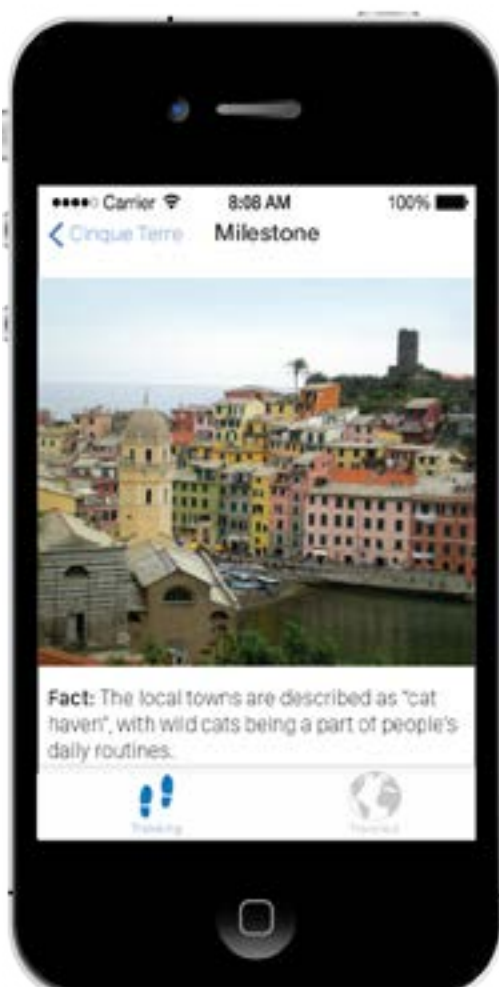 Carrier 8:08 AM 100%
Cinque Terre Milestone
Fact: The local towns are described as "cat
haven", with wild cats being a part of people's
daily routines.